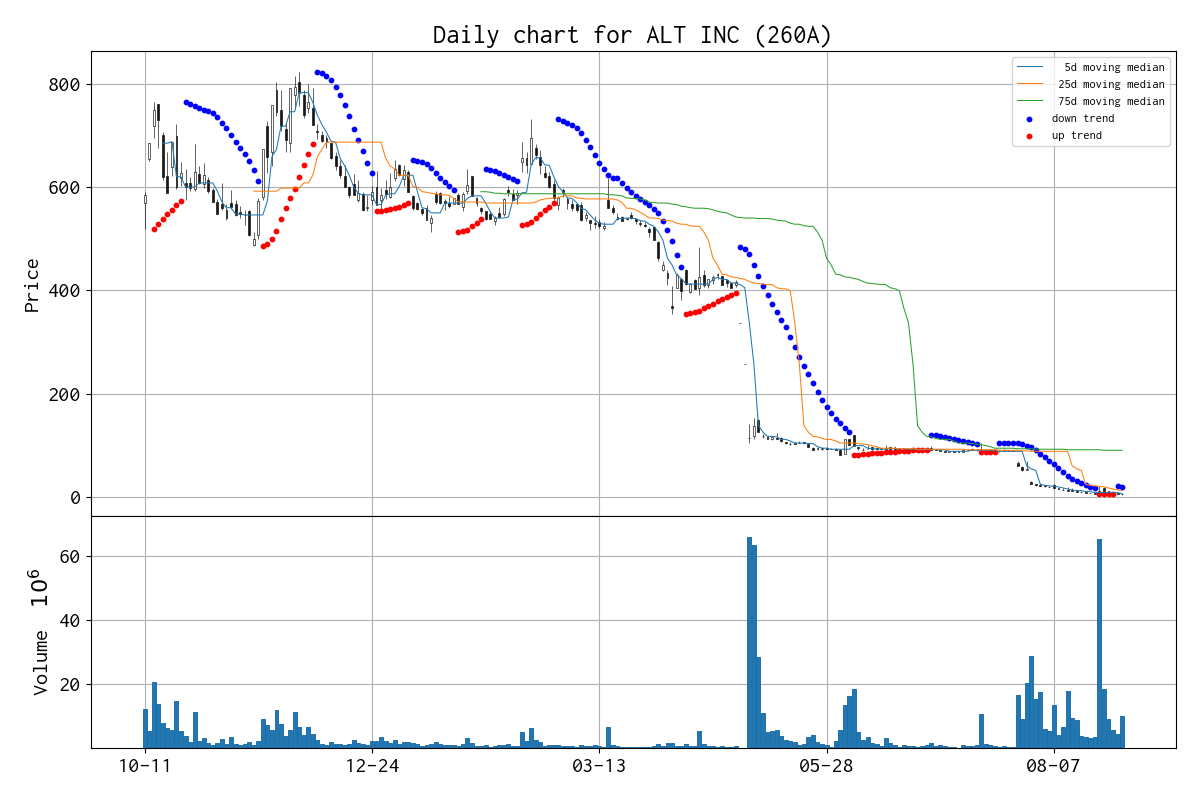 Daily chart for ALT INC (260A)
5d moving median
25d moving median
75d moving median
down trend
up trend
Price
800
600
400
200
0
Volume 10^6
60
40
20
10-11 12-24 03-13 05-28 08-07